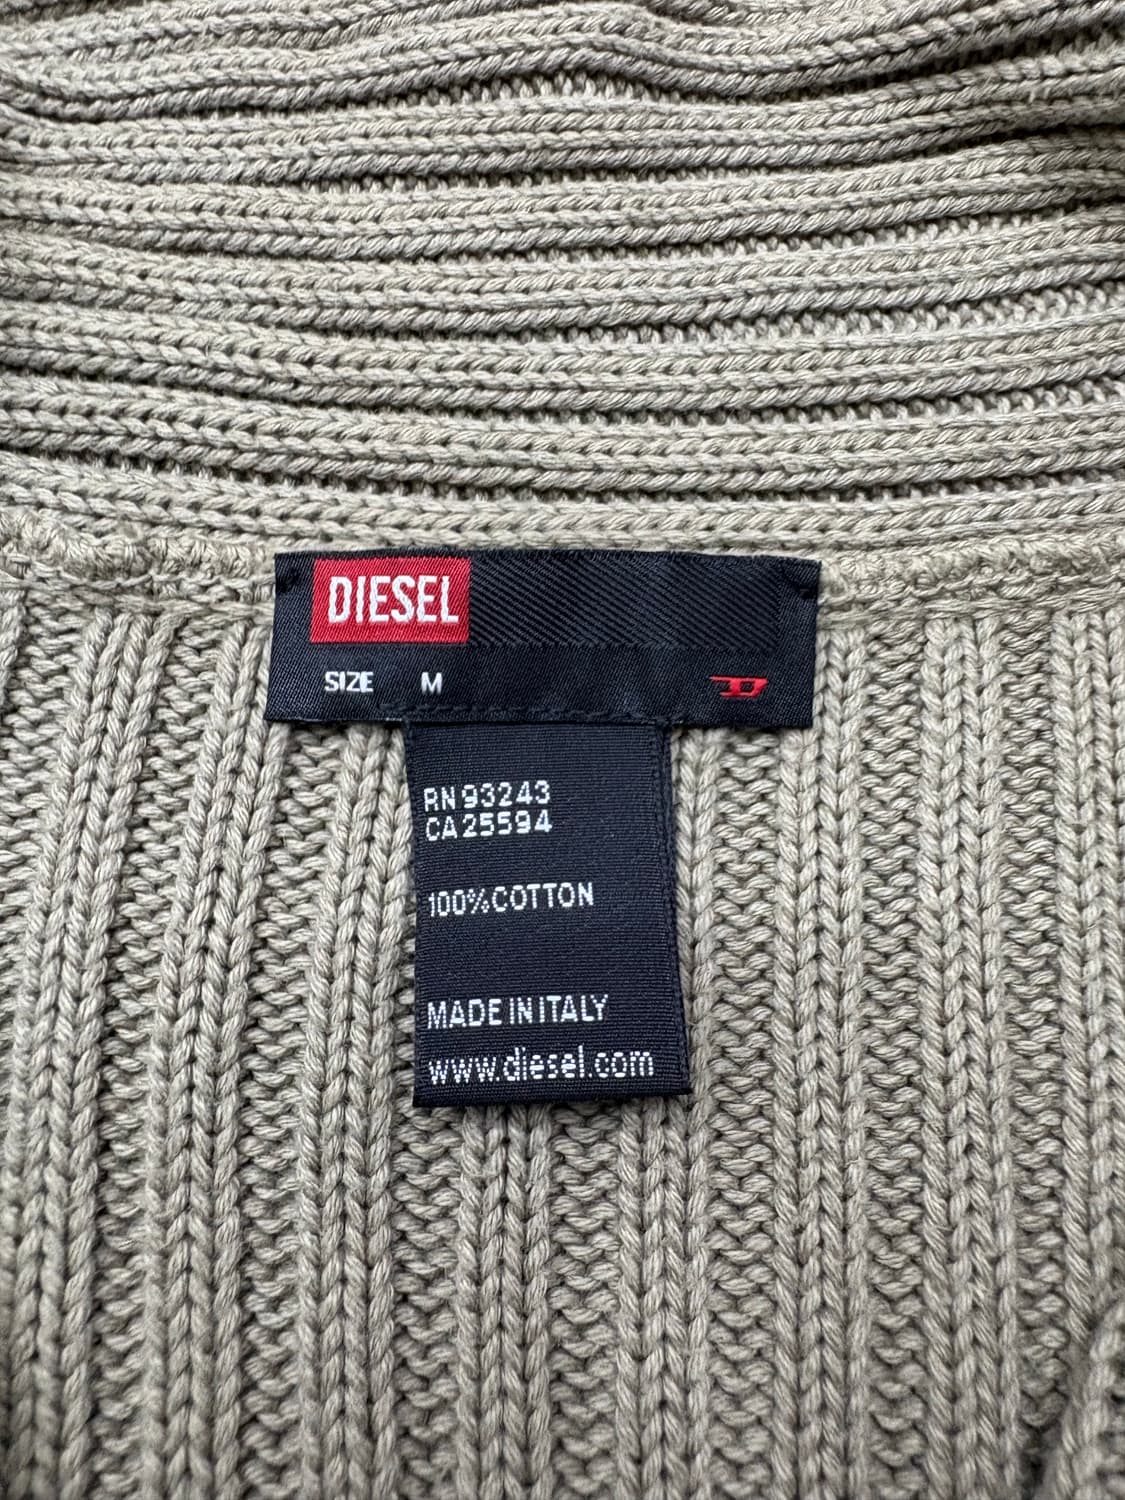 DIESEL
SIZE M
RN 93243
CA 25594
100% COTTON
MADE IN ITALY
www.diesel.com